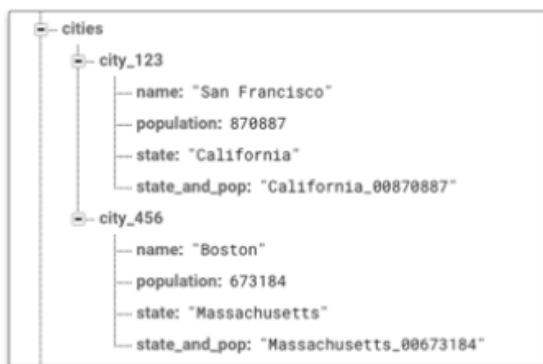 cities
city_123
name: "San Francisco"
population: 870887
state: "California"
state_and_pop: "California_00870887"
city_456
name: "Boston"
population: 673184
state: "Massachusetts"
state_and_pop: "Massachusetts_00673184"